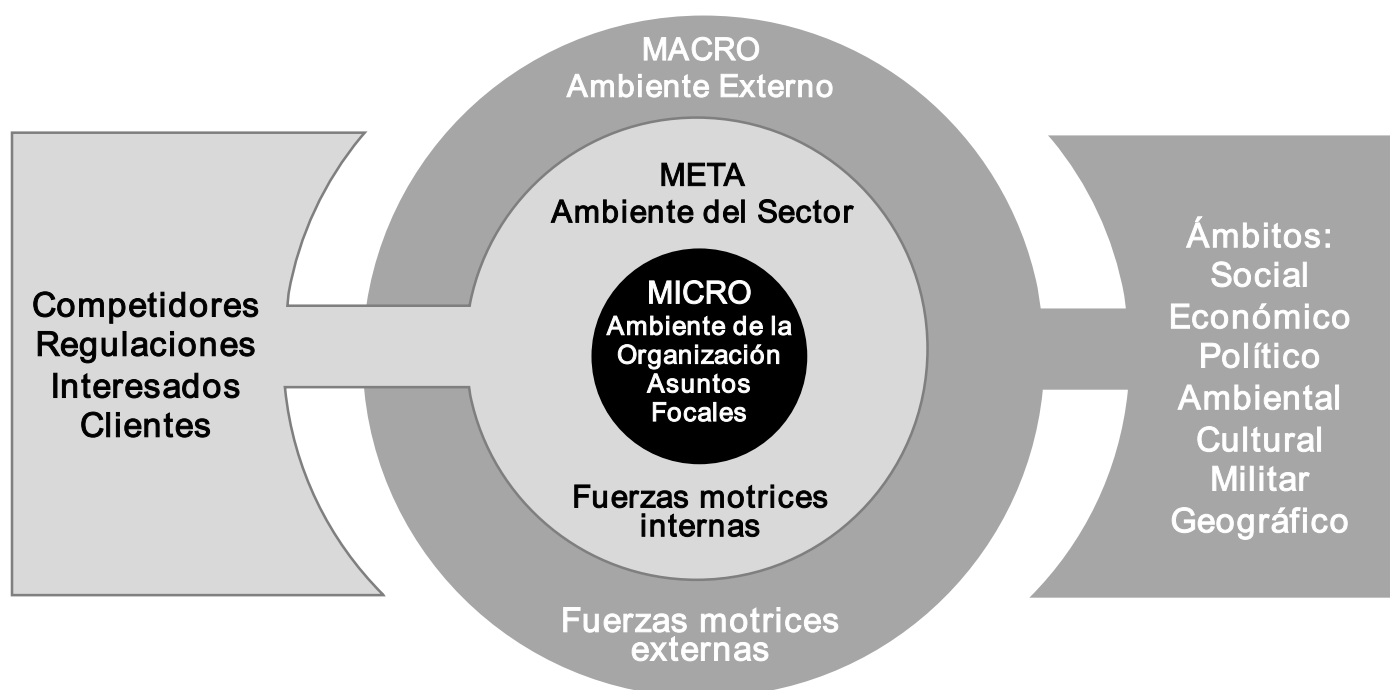 MACRO
Ambiente Externo
META
Ambiente del Sector
MICRO
Ambiente de la
Organización
Asuntos
Focales
Fuerzas motrices
internas
Fuerzas motrices
externas
Competidores
Regulaciones
Interesados
Clientes
Ámbitos:
Social
Económico
Político
Ambiental
Cultural
Militar
Geográfico